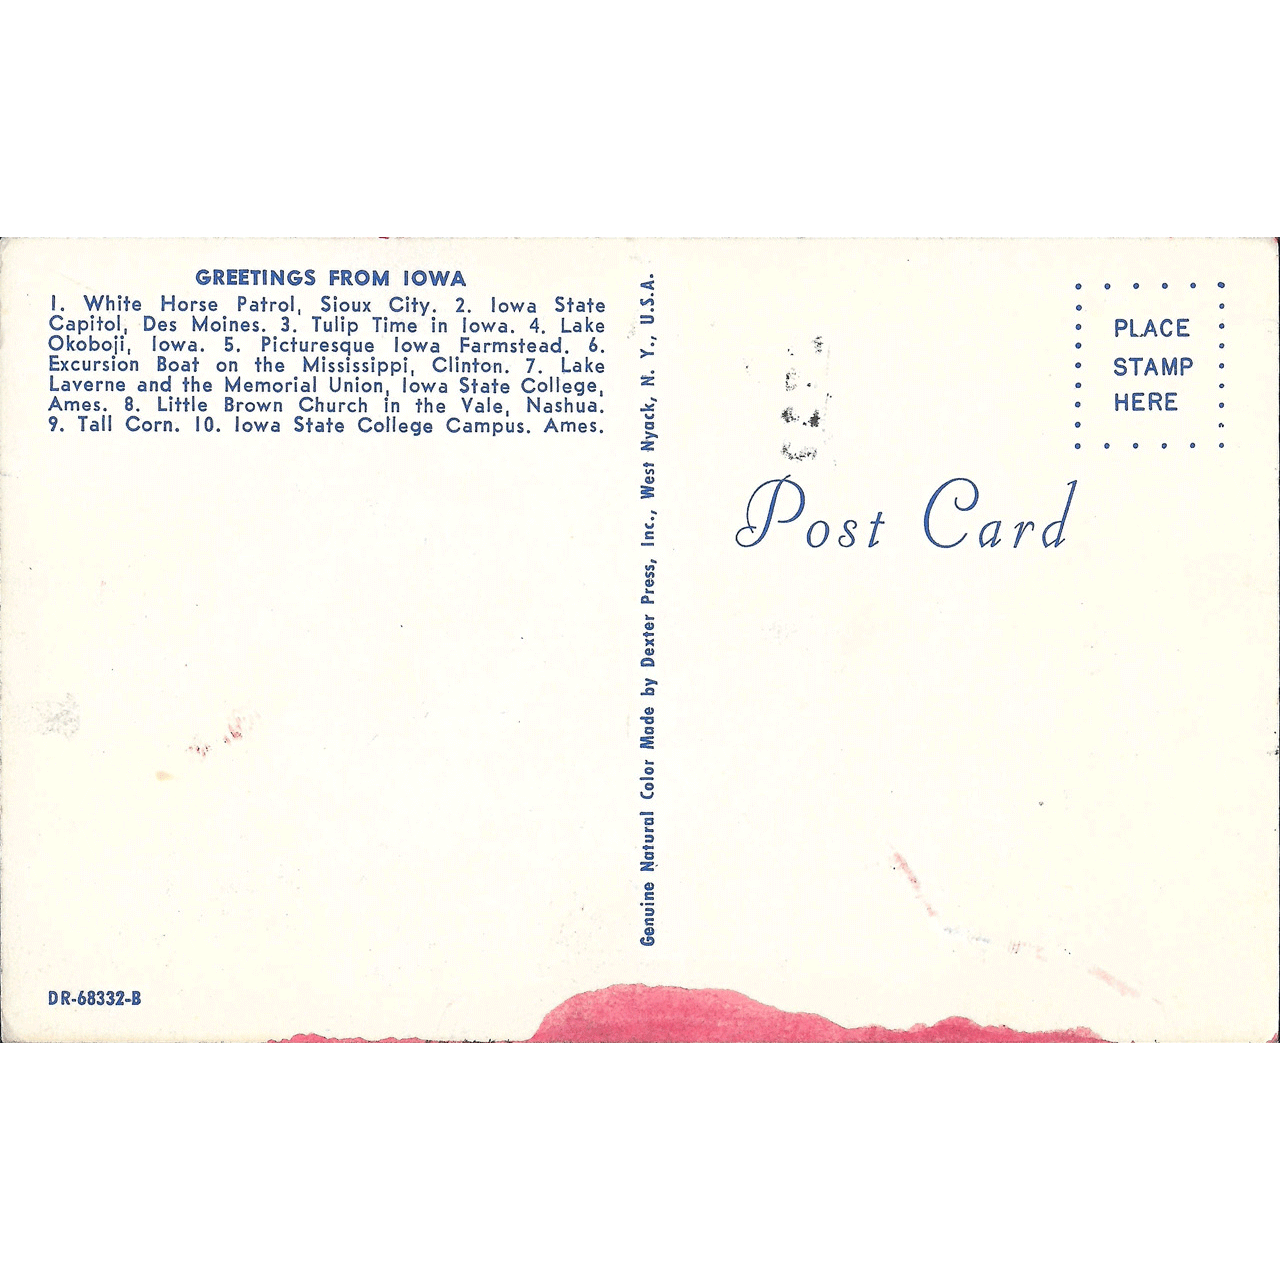 GREETINGS FROM IOWA
1. White Horse Patrol, Sioux City. 2. Iowa State
Capitol, Des Moines. 3. Tulip Time in Iowa. 4. Lake
Okoboji, Iowa. 5. Picturesque Iowa Farmstead. 6.
Excursion Boat on the Mississippi, Clinton. 7. Lake
Laverne and the Memorial Union, Iowa State College,
Ames. 8. Little Brown Church in the Vale, Nashua.
9. Tall Corn. 10. Iowa State College Campus. Ames.
DR-68332-B
Genuine Natural Color Made by Dexter Press, Inc., West Nyack, N. Y., U.S.A.
PLACE
STAMP
HERE
Post Card